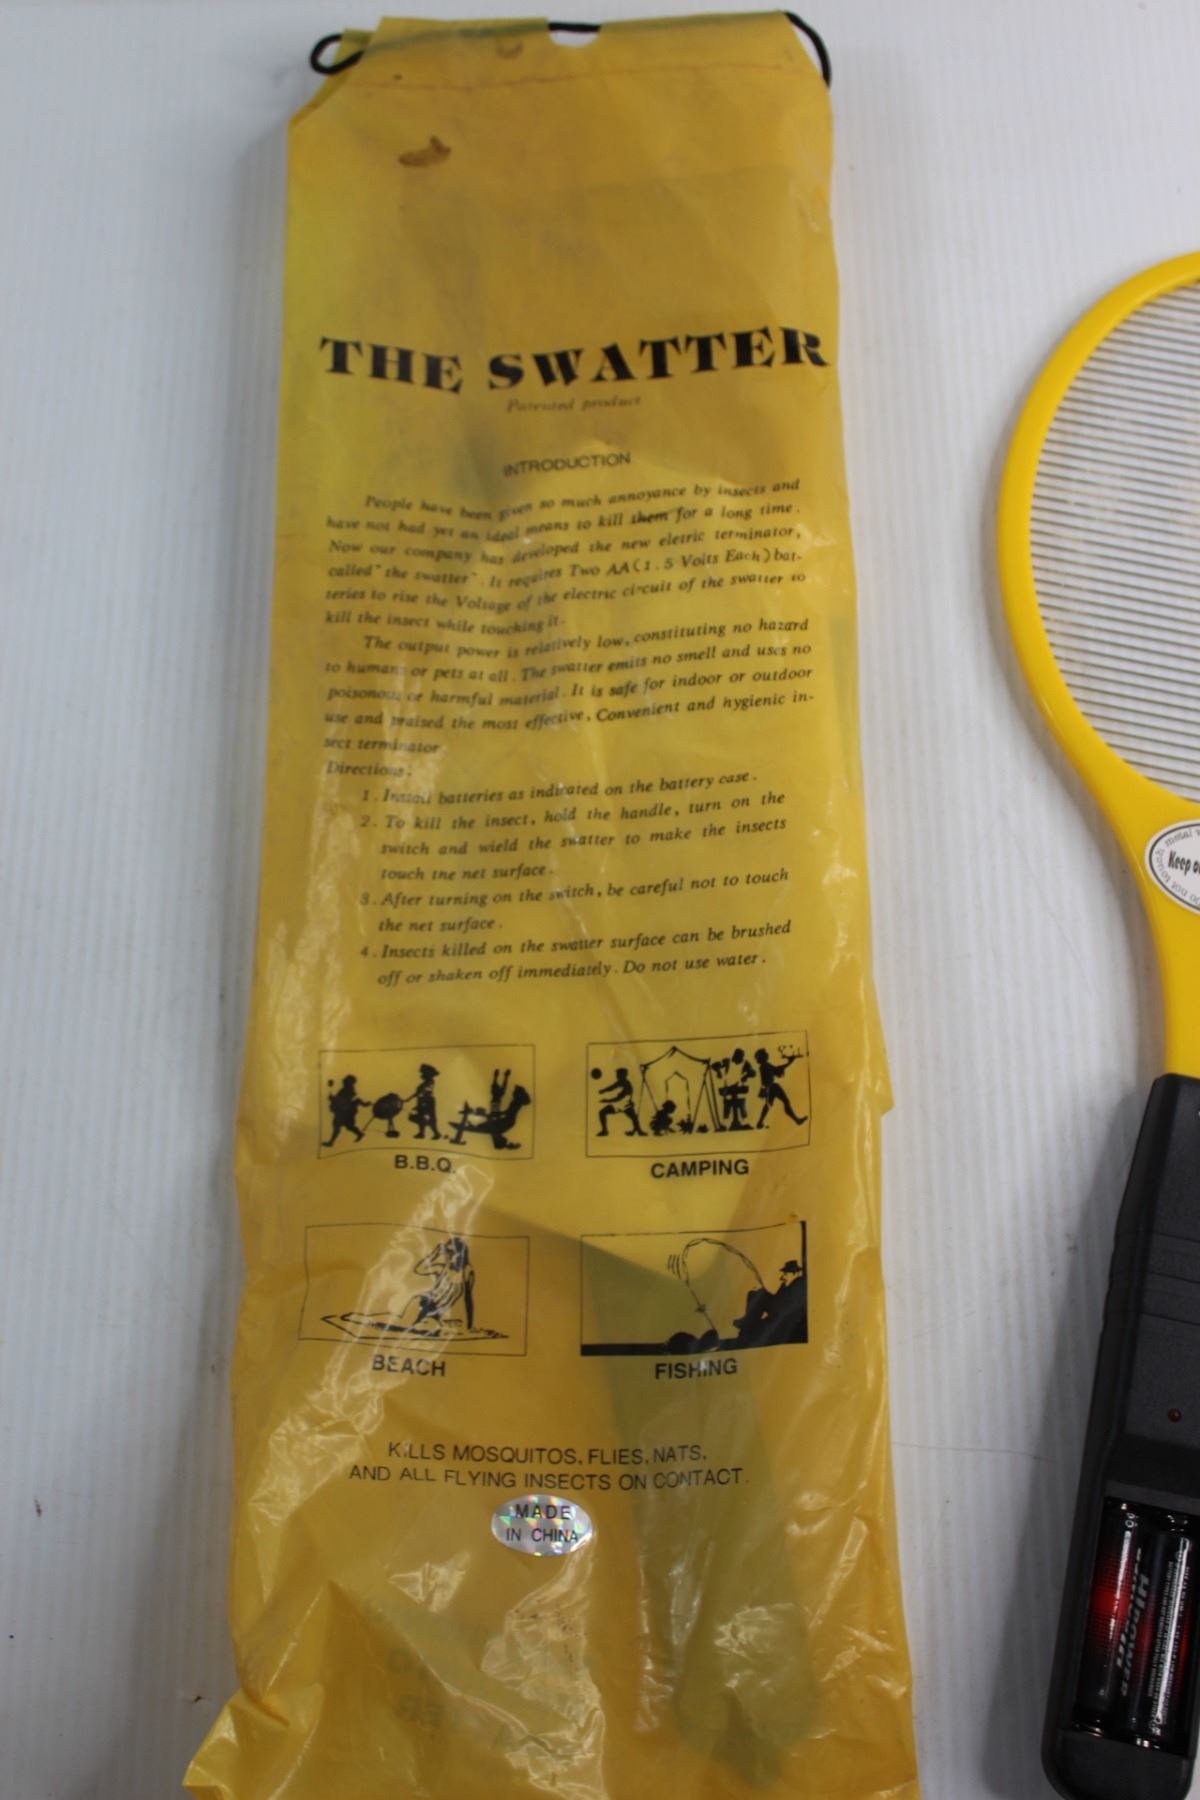 THE SWATTER
Patented product
INTRODUCTION
People have been given so much annoyance by insects and
have not had yet an ideal means to kill them for a long time.
Now our company has developed the new eletric terminator,
called "the swatter". It requires Two AA(1.5 Volts Each) bat-
teries to rise the Voltage of the electric circuit of the swatter to
kill the insect while touching it.
The output power is relatively low, constituting no hazard
to humans or pets at all. The swatter emits no smell and uses no
poisonous or harmful material. It is safe for indoor or outdoor
use and praised the most effective, Convenient and hygienic in-
sect terminator.
Directions:
1. Install batteries as indicated on the battery case.
2. To kill the insect, hold the handle, turn on the
switch and wield the swatter to make the insects
touch the net surface.
3. After turning on the switch, be careful not to touch
the net surface.
4. Insects killed on the swatter surface can be brushed
off or shaken off immediately. Do not use water.
B.B.Q.
CAMPING
BEACH
FISHING
KILLS MOSQUITOS, FLIES, NATS,
AND ALL FLYING INSECTS ON CONTACT.
MADE
IN CHINA
metal
Keep
Do not touch